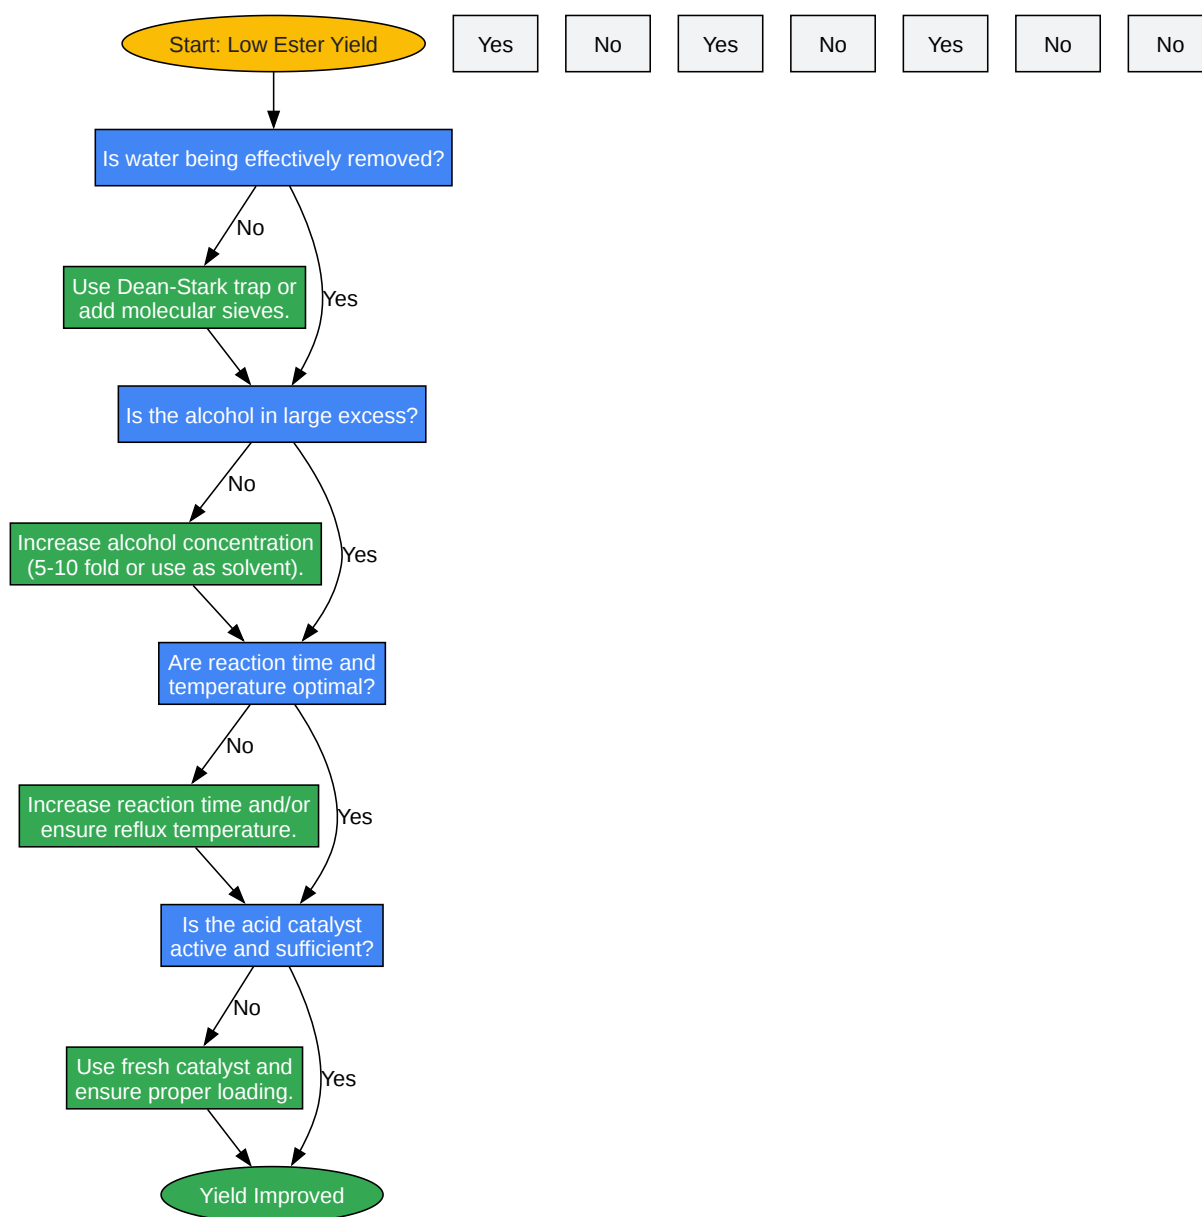 Start: Low Ester Yield
Yes
No
Yes
No
Yes
No
No
Is water being effectively removed?
No
Use Dean-Stark trap or
add molecular sieves.
Yes
Is the alcohol in large excess?
No
Increase alcohol concentration
(5-10 fold or use as solvent).
Yes
Are reaction time and
temperature optimal?
No
Increase reaction time and/or
ensure reflux temperature.
Yes
Is the acid catalyst
active and sufficient?
No
Use fresh catalyst and
ensure proper loading.
Yes
Yield Improved